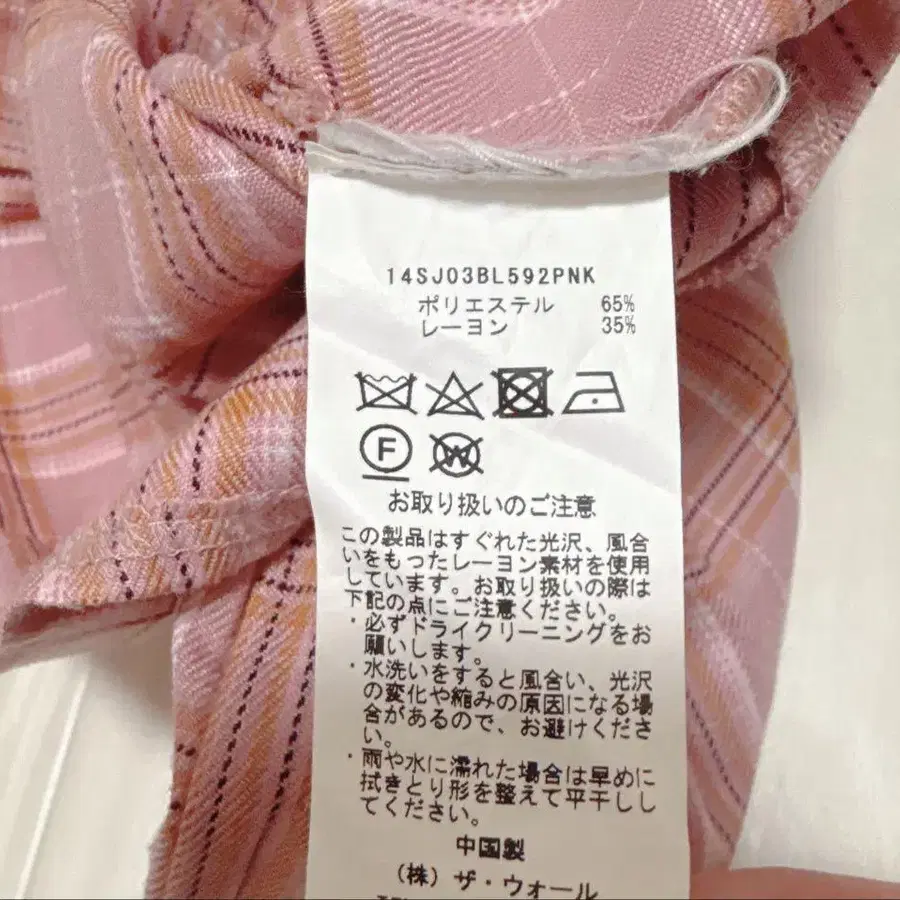 14SJ03BL592PNK
ポリエステル 65%
レーヨン 35%
F W
お取り扱いのご注意
この製品はすぐれた光沢、風合
いをもったレーヨン素材を使用
しています。お取り扱いの際は
下記の点にご注意ください。
・必ずドライクリーニングをお
願いします。
・水洗いをすると風合い、光沢
の変化や縮みの原因になる場
合があるので、お避けくださ
い。
・雨や水に濡れた場合は早めに
拭きとり形を整えて平干しし
てください。
中国製
(株) ザ・ウォール